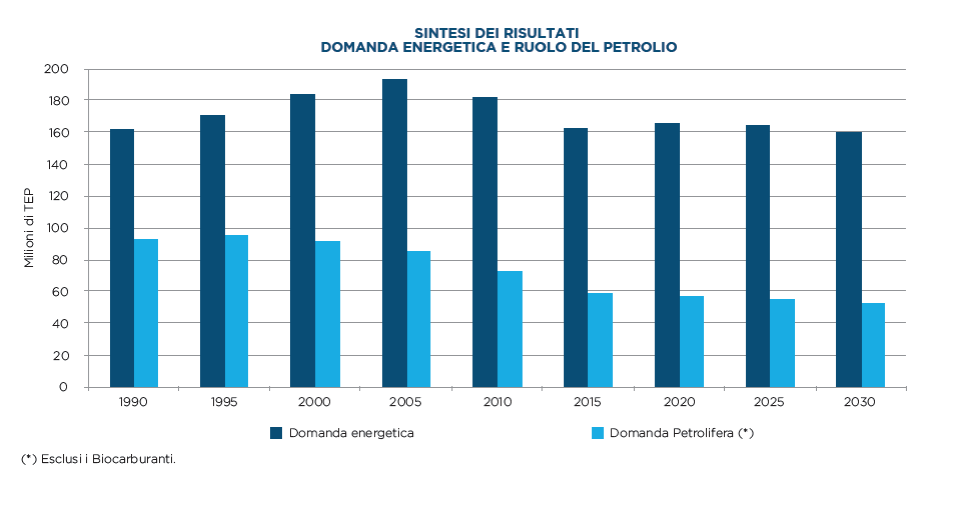 SINTESI DEI RISULTATI
DOMANDA ENERGETICA E RUOLO DEL PETROLIO
Milioni di TEP
200
180
160
140
120
100
80
60
40
20
0
1990 1995 2000 2005 2010 2015 2020 2025 2030
Domanda energetica Domanda Petrolifera (*)
(*) Esclusi i Biocarburanti.